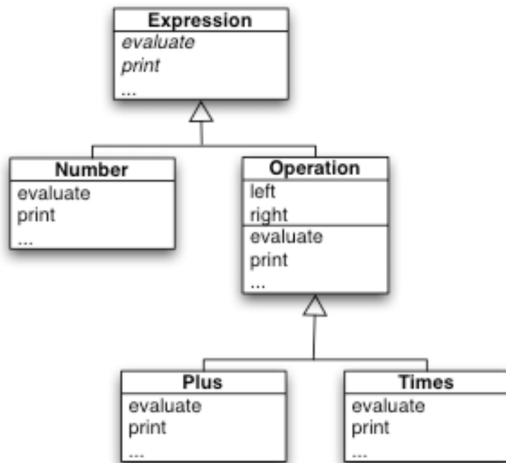 Expression
evaluate
print
...
Number
evaluate
print
...
Operation
left
right
evaluate
print
...
Plus
evaluate
print
...
Times
evaluate
print
...